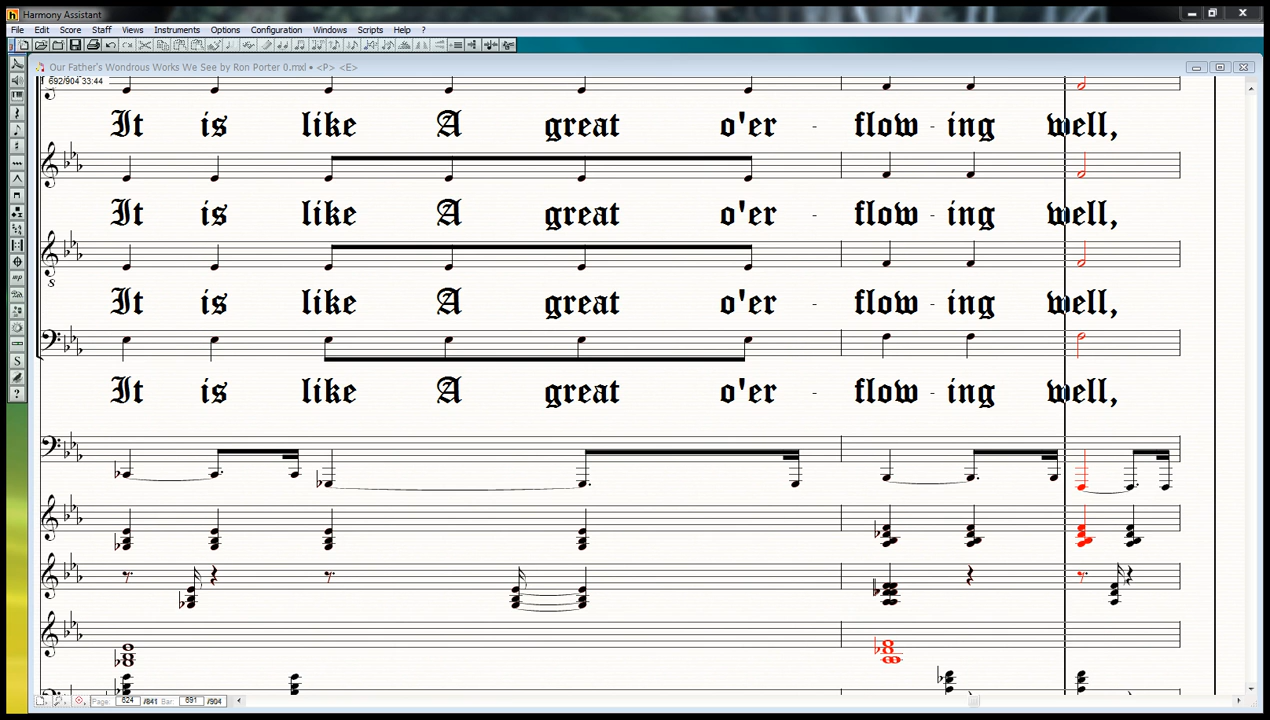 Harmony Assistant
File Edit Score Staff Views Instruments Options Configuration Windows Scripts Help ?
Our Father's Wondrous Works We See by Ron Porter 0.mxl • <P> <E>
692/904 33:44
It is like A great o'er - flow - ing well,
It is like A great o'er - flow - ing well,
It is like A great o'er - flow - ing well,
It is like A great o'er - flow - ing well,
Page: 824 /841 Bar: 691 /904